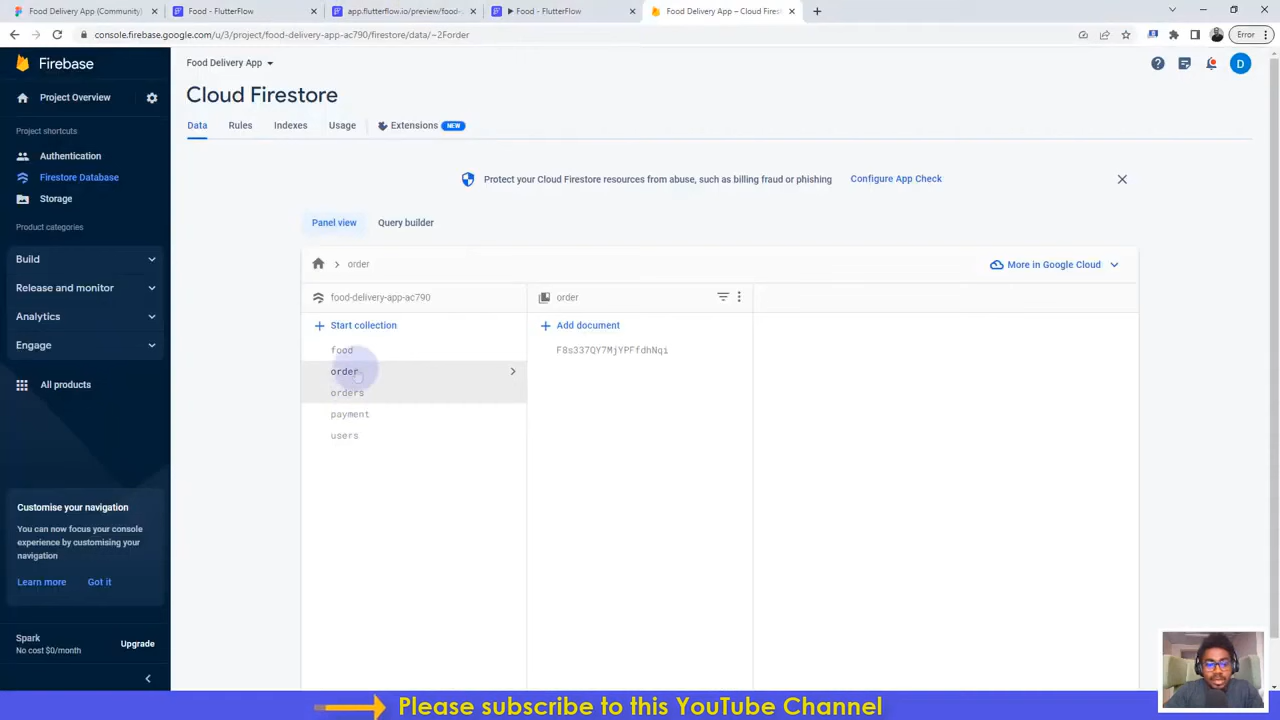 Food Delivery App (Community)
Food - FlutterFlow
app.flutterflow.io/preview/food-
Food - FlutterFlow
Food Delivery App – Cloud Fires
console.firebase.google.com/u/3/project/food-delivery-app-ac790/firestore/data/~2Forder
Error
Firebase
Food Delivery App
D
Cloud Firestore
Project Overview
Data
Rules
Indexes
Usage
Extensions
NEW
Project shortcuts
Authentication
Firestore Database
Storage
Protect your Cloud Firestore resources from abuse, such as billing fraud or phishing
Configure App Check
Product categories
Build
Release and monitor
Analytics
Engage
All products
Panel view
Query builder
order
More in Google Cloud
food-delivery-app-ac790
order
Start collection
Add document
food
order
orders
payment
users
F8s337QY7MjYPFfdhNqi
Customise your navigation
You can now focus your console
experience by customising your
navigation
Learn more
Got it
Spark
No cost $0/month
Upgrade
Please subscribe to this YouTube Channel